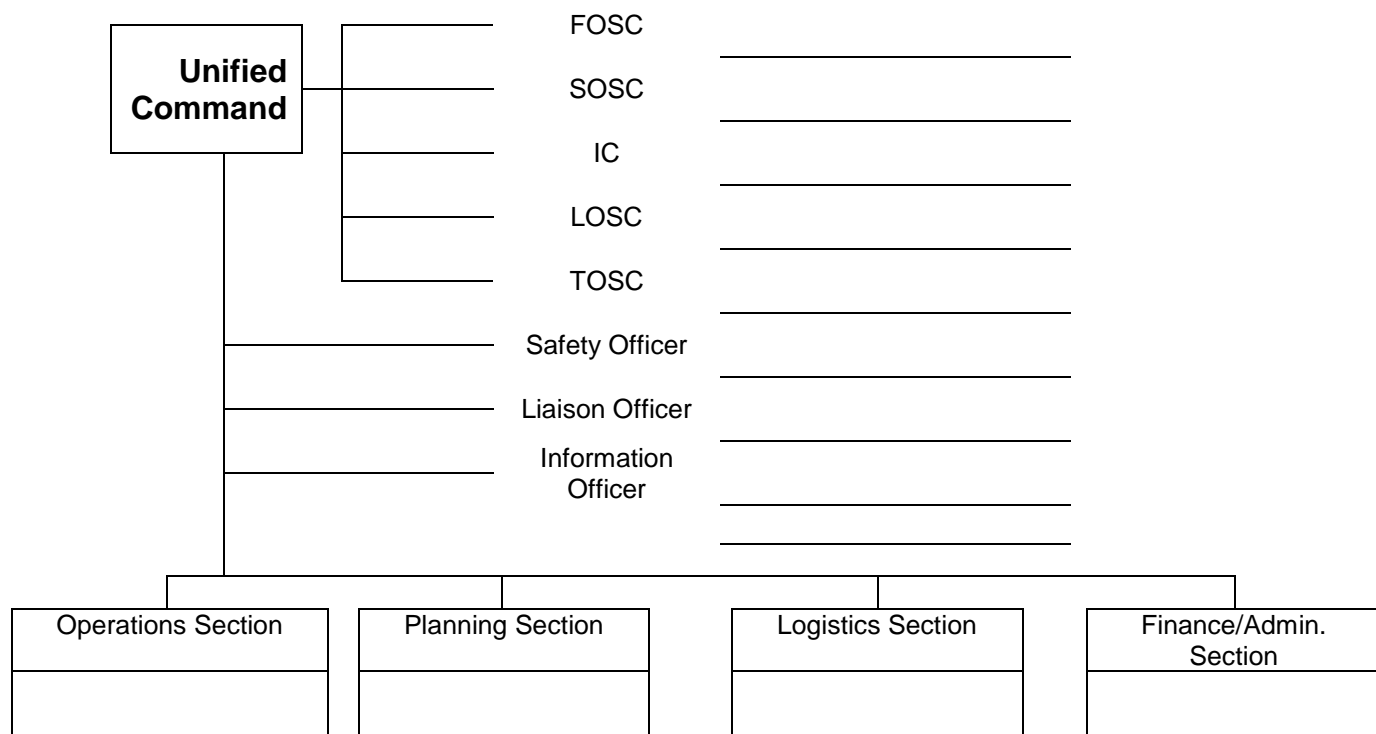 FOSC
Unified
Command
SOSC
IC
LOSC
TOSC
Safety Officer
Liaison Officer
Information
Officer
Operations Section
Planning Section
Logistics Section
Finance/Admin.
Section